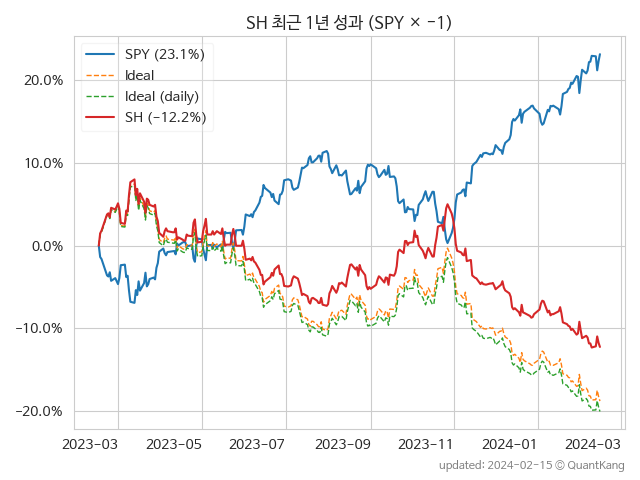 SH 최근 1년 성과 (SPY × −1)
SPY (23.1%)
Ideal
Ideal (daily)
SH (−12.2%)
20.0%
10.0%
0.0%
−10.0%
−20.0%
2023-03 2023-05 2023-07 2023-09 2023-11 2024-01 2024-03
updated: 2024-02-15 © QuantKang